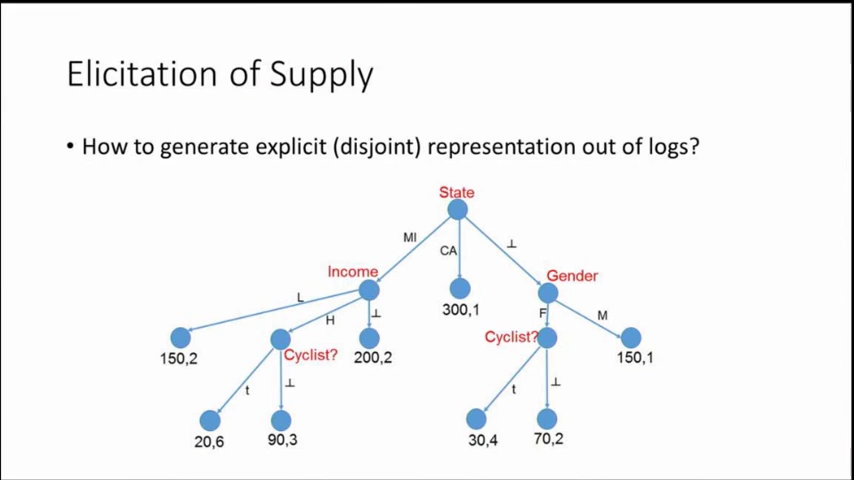 Elicitation of Supply
• How to generate explicit (disjoint) representation out of logs?
State
MI
CA
⊥
Income
Gender
L
H
⊥
300,1
F
M
150,2
Cyclist?
200,2
Cyclist?
150,1
t
⊥
t
⊥
20,6
90,3
30,4
70,2